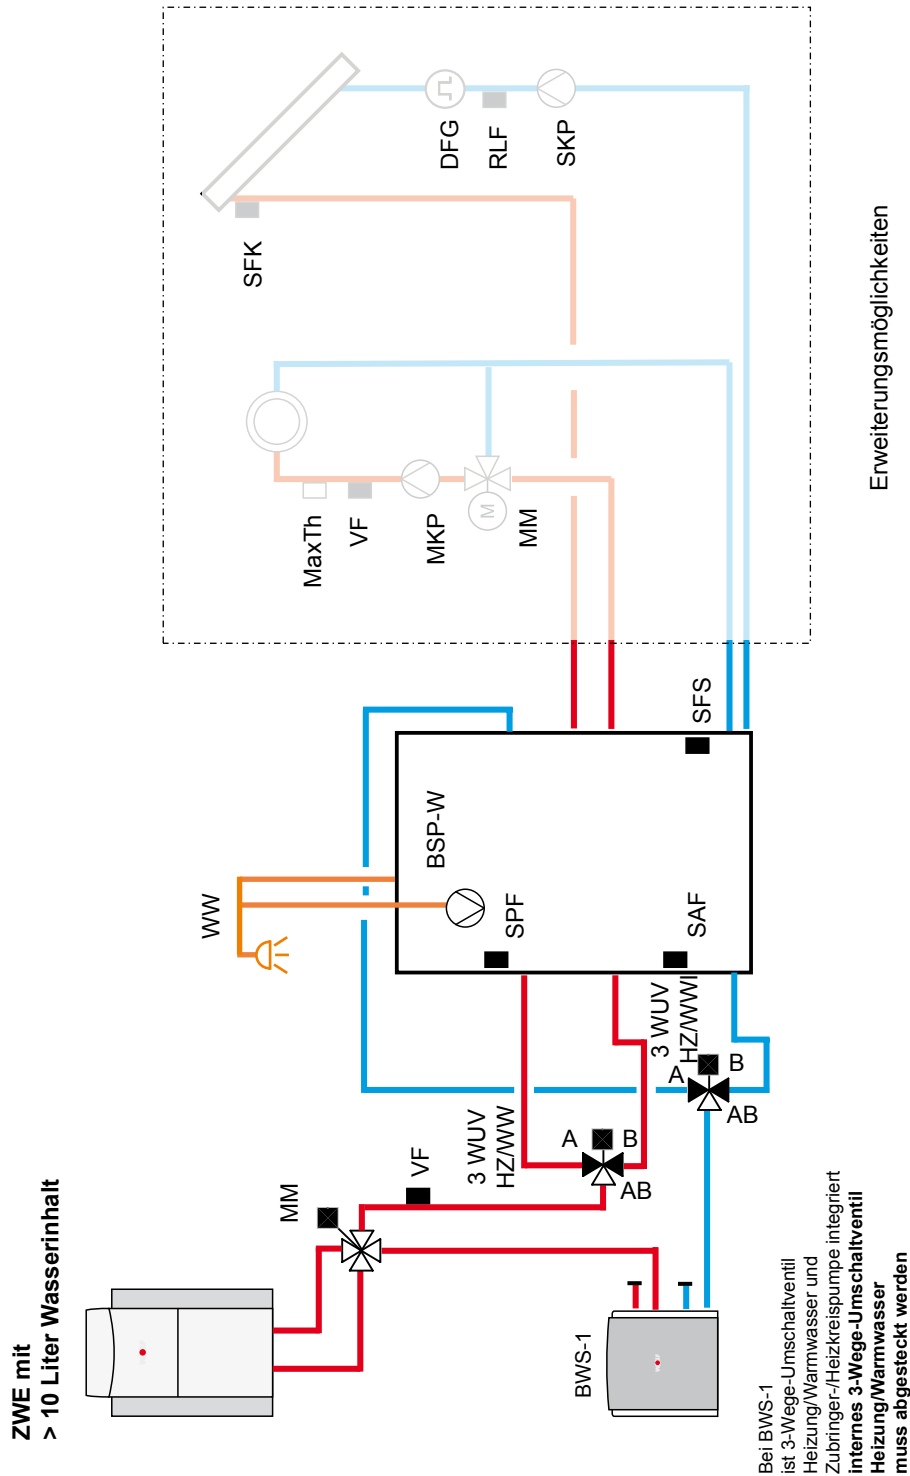 ZWE mit
> 10 Liter Wasserinhalt
BWS-1
Bei BWS-1
ist 3-Wege-Umschaltventil
Heizung/Warmwasser und
Zubringer-/Heizkreispumpe integriert
internes 3-Wege-Umschaltventil
Heizung/Warmwasser
muss abgesteckt werden
MM
VF
3 WUV
HZ/WW
A
B
AB
3 WUV
HZ/WWI
A
B
AB
WW
BSP-W
SPF
SAF
SFS
MaxTh
VF
MKP
MM
M
SFK
DFG
RLF
SKP
Erweiterungsmöglichkeiten